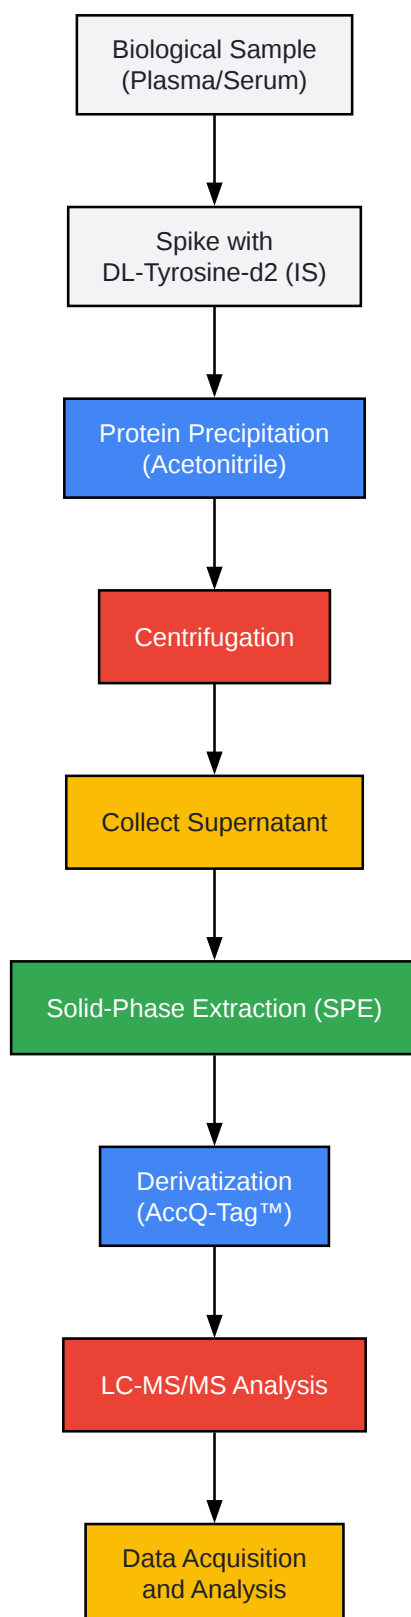 Biological Sample
(Plasma/Serum)
Spike with
DL-Tyrosine-d2 (IS)
Protein Precipitation
(Acetonitrile)
Centrifugation
Collect Supernatant
Solid-Phase Extraction (SPE)
Derivatization
(AccQ-Tag™)
LC-MS/MS Analysis
Data Acquisition
and Analysis